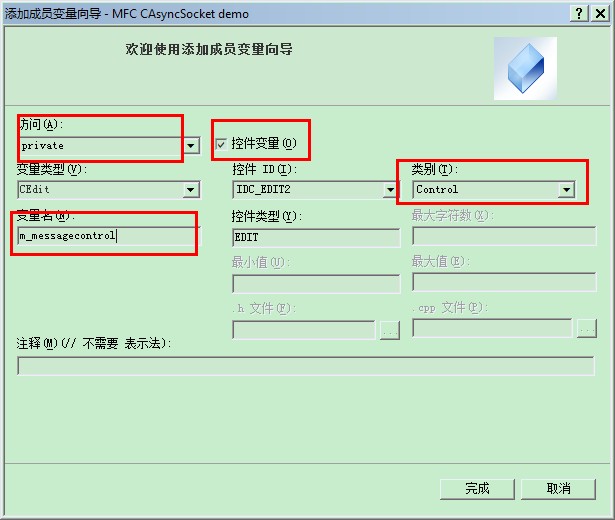 添加成员变量向导 - MFC CAsyncSocket demo
欢迎使用添加成员变量向导
访问(A):
private
控件变量(O)
变量类型(V):
控件 ID(I):
类别(T):
CEdit
IDC_EDIT2
Control
变量名(N):
控件类型(Y):
最大字符数(X):
m_messagecontrol
EDIT
最小值(U):
最大值(E):
.h 文件(F):
.cpp 文件(P):
...
...
注释(M)(// 不需要 表示法):
完成
取消